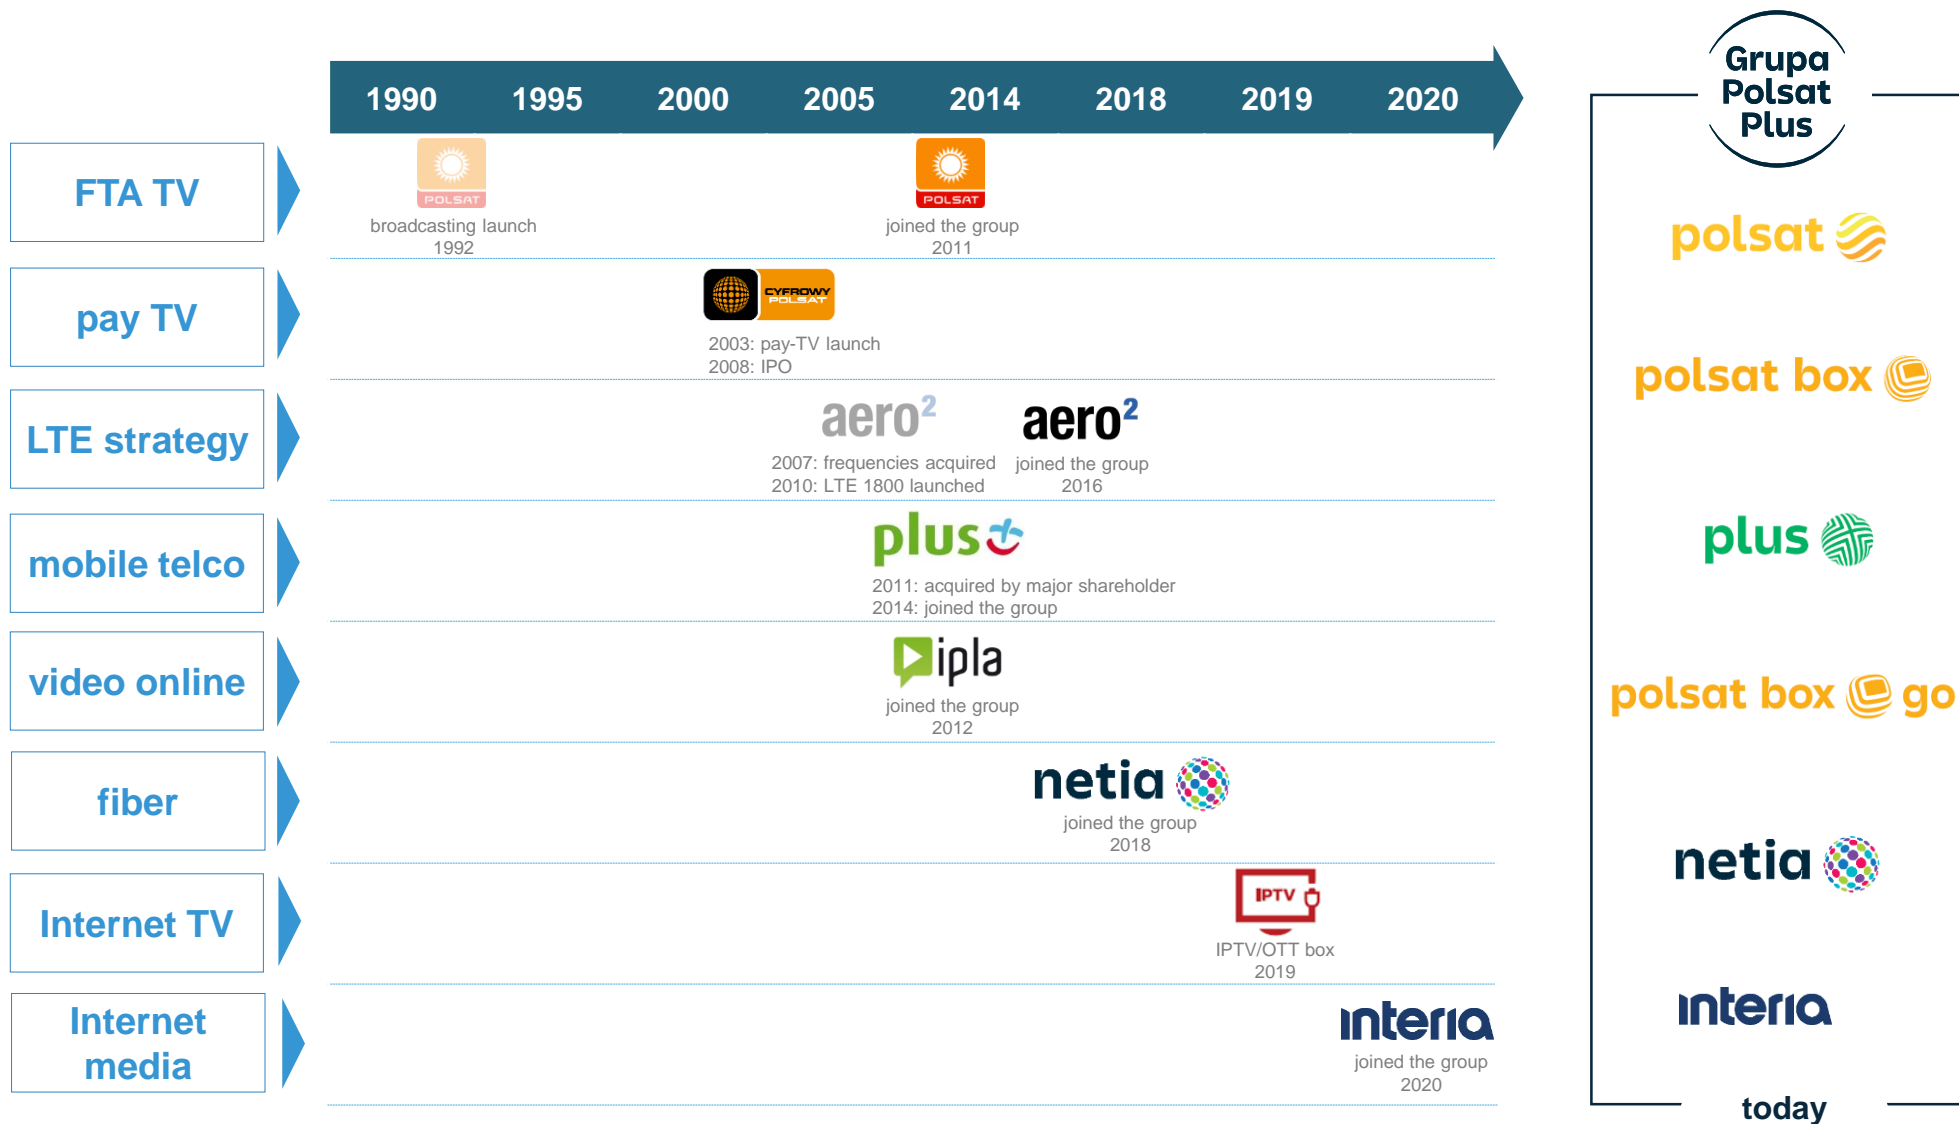 1990 1995 2000 2005 2014 2018 2019 2020
Grupa
Polsat
Plus
FTA TV
POLSAT
broadcasting launch
1992
POLSAT
joined the group
2011
polsat
pay TV
CYFROWY
POLSAT
2003: pay-TV launch
2008: IPO
polsat box
LTE strategy
aero2
2007: frequencies acquired
2010: LTE 1800 launched
aero2
joined the group
2016
mobile telco
plus
2011: acquired by major shareholder
2014: joined the group
plus
video online
ipla
joined the group
2012
polsat box go
fiber
netia
joined the group
2018
netia
Internet TV
IPTV
IPTV/OTT box
2019
Internet
media
interia
joined the group
2020
interia
today